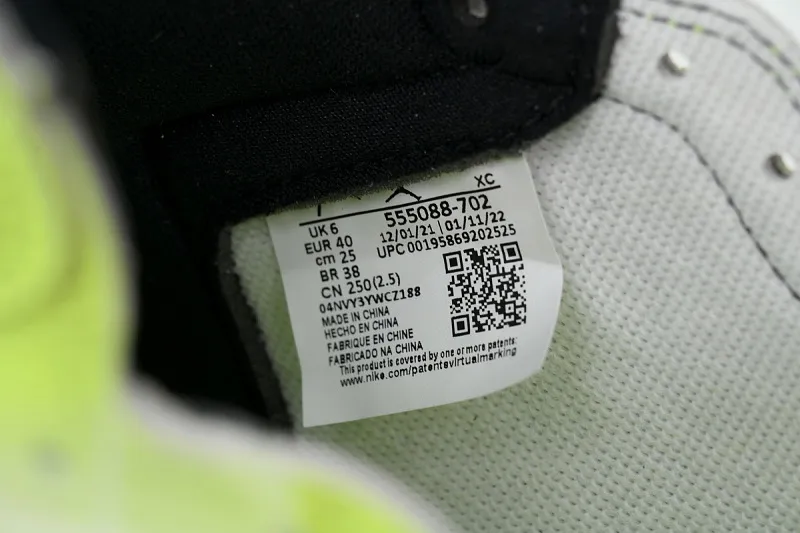 XC
555088-702
UK 6
12/01/21 | 01/11/22
EUR 40
UPC 00195869202525
cm 25
BR 38
CN 250(2.5)
04NVY3YWCZ188
MADE IN CHINA
HECHO EN CHINA
FABRIQUE EN CHINE
FABRICADO NA CHINA
This product is covered by one or more patents:
www.nike.com/patentsvirtualmarking